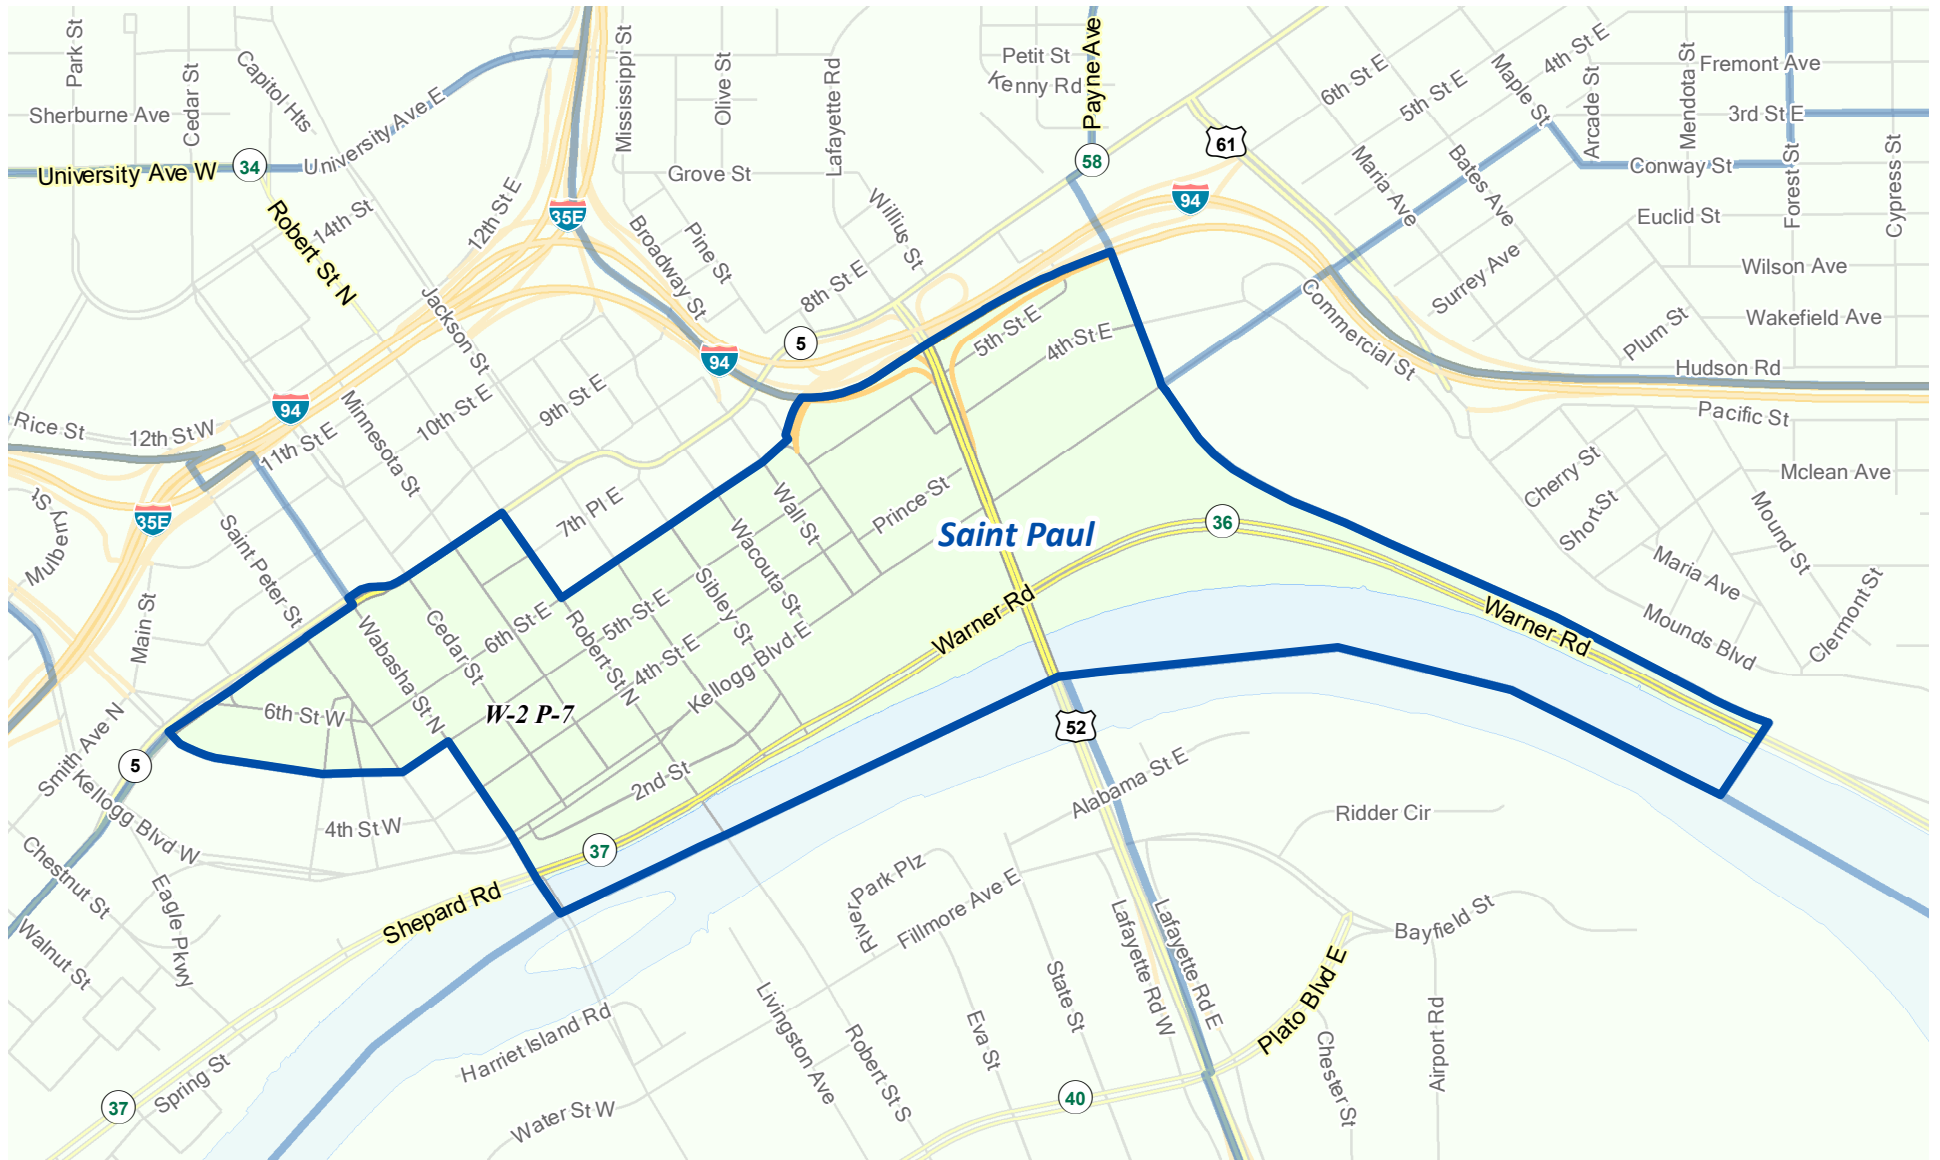 Park St
Cedar St
Capitol Hts
Sherburne Ave
University Ave E
University Ave W
34
Robert St N
14th St
12th St E
Mississippi St
Olive St
Lafayette Rd
Grove St
35E
Broadway St
Pine St
Willius St
8th St E
Petit St
Kenny Rd
Payne Ave
58
61
94
6th St E
5th St E
4th St E
Maple St
Arcade St
Mendota St
Fremont Ave
3rd St E
Conway St
Forest St
Cypress St
Maria Ave
Bates Ave
Euclid St
Surrey Ave
Wilson Ave
Wakefield Ave
Plum St
Commercial St
Hudson Rd
Pacific St
Mclean Ave
Cherry St
Short St
Mound St
Maria Ave
Mounds Blvd
Clermont St
Jackson St
5
94
5th St E
4th St E
94
Minnesota St
10th St E
9th St E
Rice St
12th St W
11th St E
35E
Mulberry St
Saint Peter St
Main St
7th Pl E
Wall St
Prince St
Wacouta St
Sibley St
Saint Paul
36
Warner Rd
Warner Rd
6th St E
5th St E
4th St E
Robert St N
Kellogg Blvd E
Cedar St
Wabasha St N
W-2 P-7
6th St W
Smith Ave N
5
Kellogg Blvd W
4th St W
2nd St
37
52
Alabama St E
Ridder Cir
Chestnut St
Walnut St
Eagle Pkwy
Shepard Rd
River Park Plz
Fillmore Ave E
Lafayette Rd W
Lafayette Rd E
Bayfield St
Plato Blvd E
Airport Rd
Chester St
State St
Eva St
Livingston Ave
Robert St S
Harriet Island Rd
Water St W
Spring St
37
40